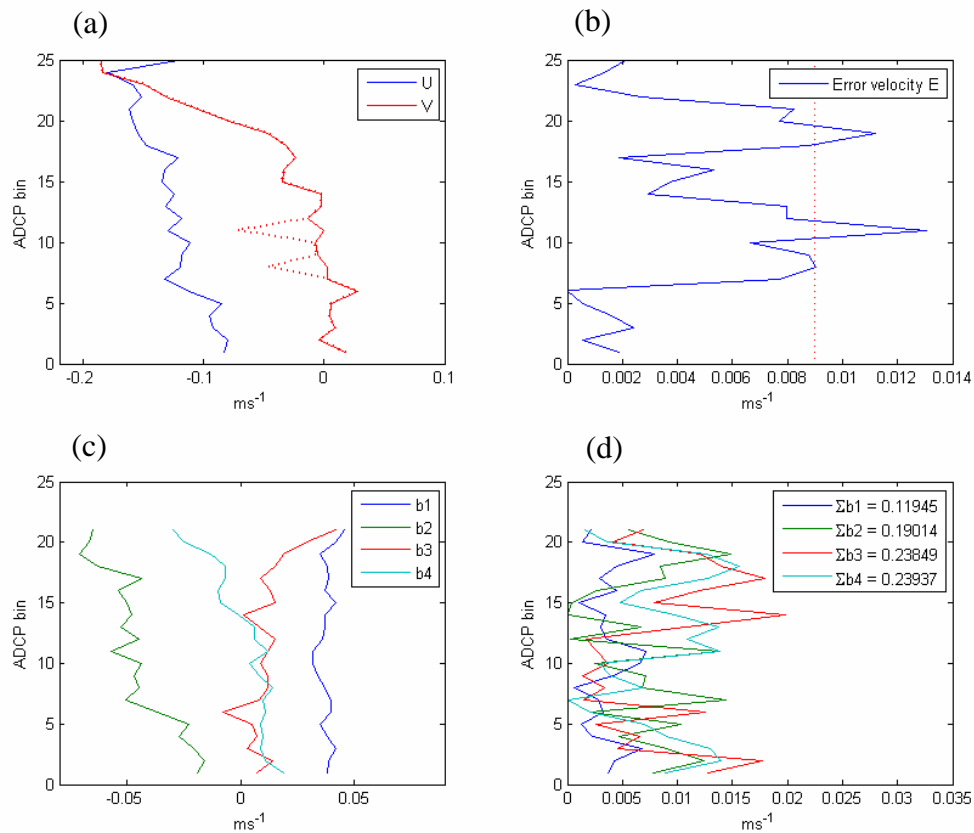 (a)
25
20
15
10
5
0
ADCP bin
-0.2
-0.1
0
0.1
ms-1
U
V
(b)
25
20
15
10
5
0
ADCP bin
0
0.002
0.004
0.006
0.008
0.01
0.012
0.014
ms-1
Error velocity E
(c)
25
20
15
10
5
0
ADCP bin
-0.05
0
0.05
ms-1
b1
b2
b3
b4
(d)
25
20
15
10
5
0
ADCP bin
0
0.005
0.01
0.015
0.02
0.025
0.03
0.035
ms-1
Σb1 = 0.11945
Σb2 = 0.19014
Σb3 = 0.23849
Σb4 = 0.23937